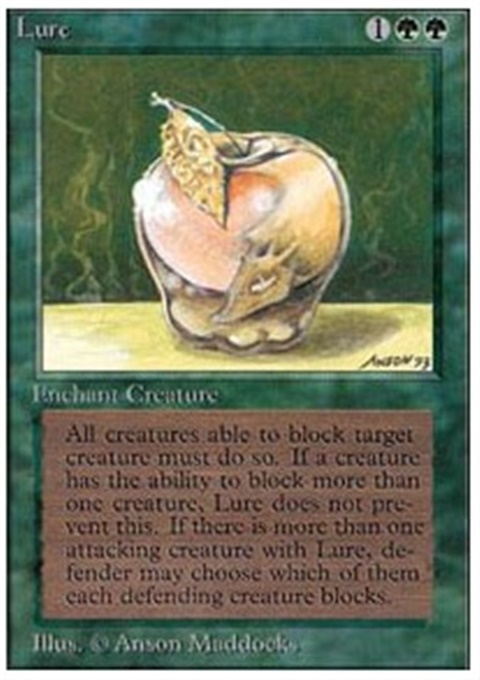 Lure 1
ANSON 93
Enchant Creature
All creatures able to block target
creature must do so. If a creature
has the ability to block more than
one creature, Lure does not pre-
vent this. If there is more than one
attacking creature with Lure, de-
fender may choose which of them
each defending creature blocks.
Illus. © Anson Maddocks